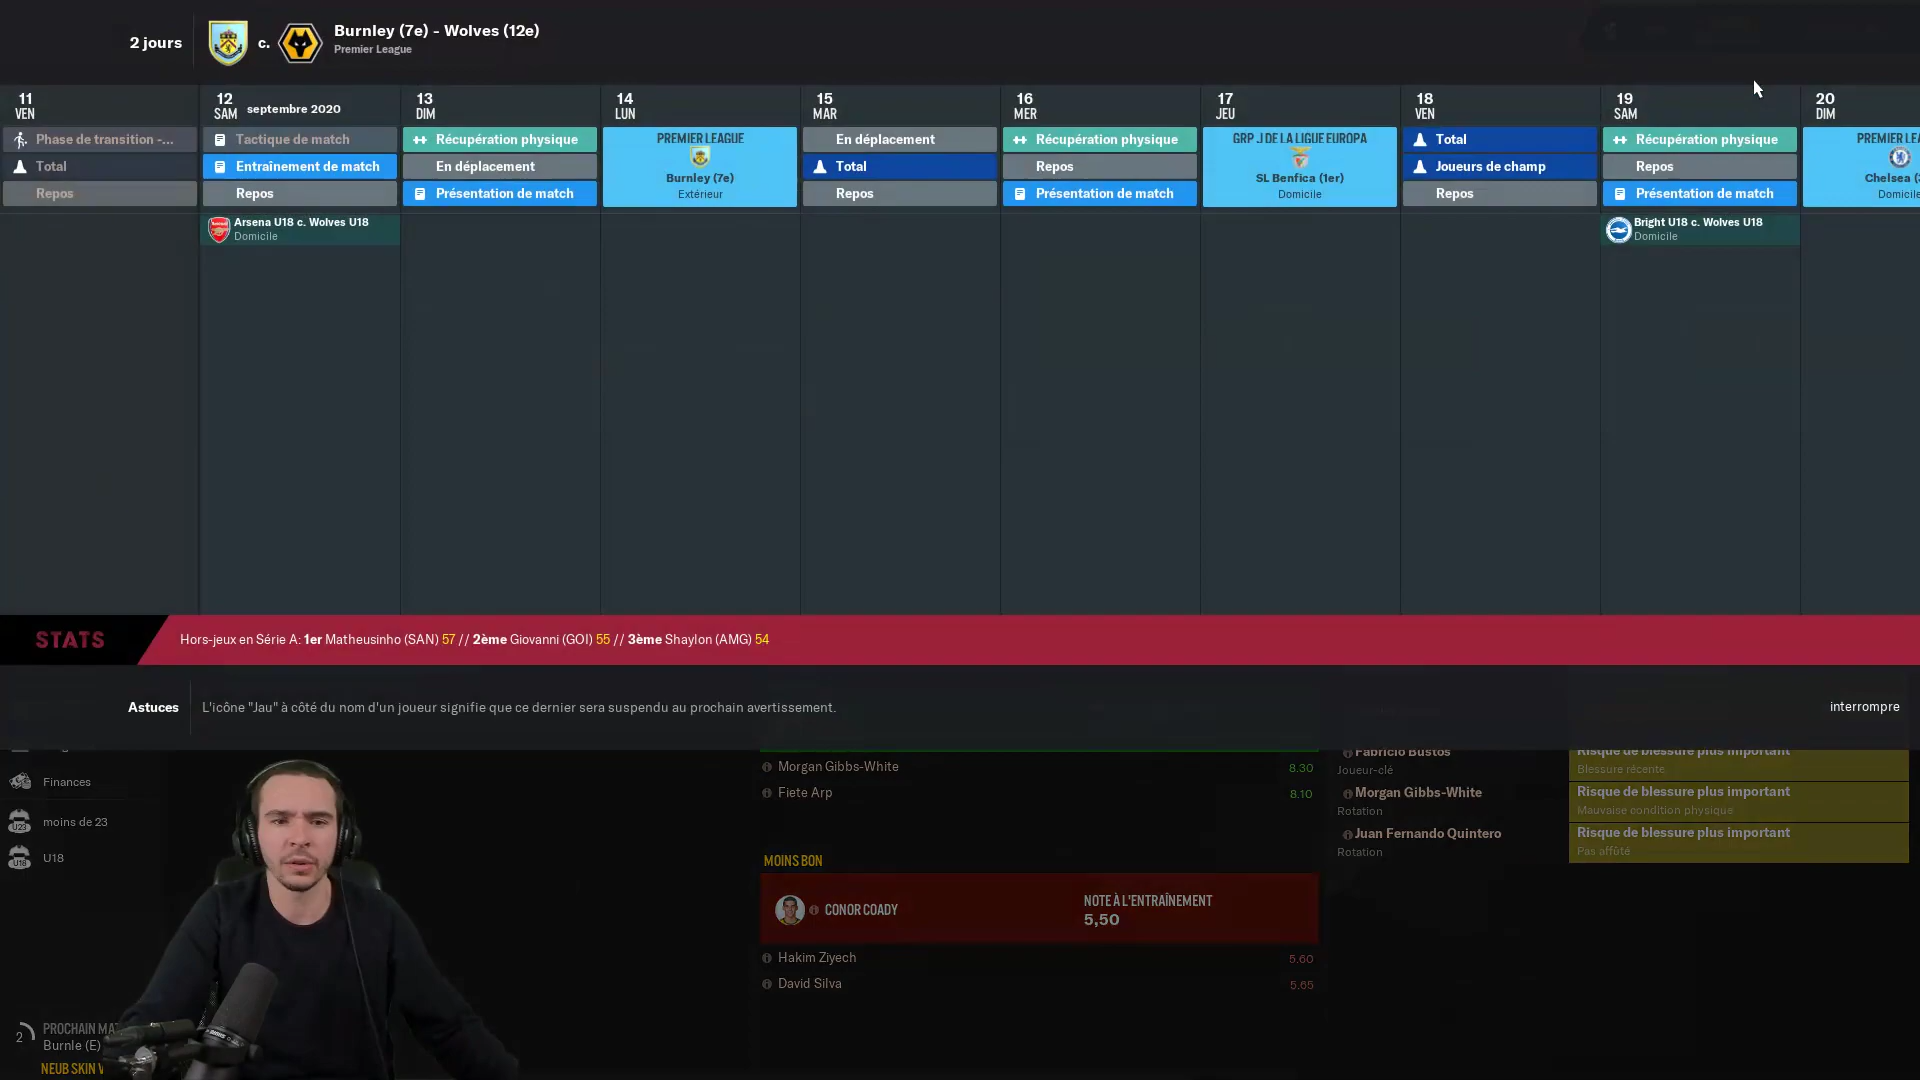 2 jours
c.
Burnley (7e) - Wolves (12e)
Premier League
11
VEN
12
SAM
septembre 2020
13
DIM
14
LUN
15
MAR
16
MER
17
JEU
18
VEN
19
SAM
20
DIM
Phase de transition -...
Total
Repos
Tactique de match
Entraînement de match
Repos
Récupération physique
En déplacement
Présentation de match
PREMIER LEAGUE
Burnley (7e)
Extérieur
En déplacement
Total
Repos
Récupération physique
Repos
Présentation de match
GRP. J DE LA LIGUE EUROPA
SL Benfica (1er)
Domicile
Total
Joueurs de champ
Repos
Récupération physique
Repos
Présentation de match
PREMIER LEA
Chelsea (
Domicile
Arsena U18 c. Wolves U18
Domicile
Bright U18 c. Wolves U18
Domicile
STATS
Hors-jeux en Série A: 1er Matheusinho (SAN) 57 // 2ème Giovanni (GOI) 55 // 3ème Shaylon (AMG) 54
Astuces
L'icône "Jau" à côté du nom d'un joueur signifie que ce dernier sera suspendu au prochain avertissement.
interrompre
Finances
U23
moins de 23
U18
U18
2
PROCHAIN MA
Burnle (E)
NEUB SKIN V
Morgan Gibbs-White 8.30
Fiete Arp 8.10
MOINS BON
CONOR COADY
NOTE À L'ENTRAÎNEMENT
5,50
Hakim Ziyech 5.60
David Silva 5.65
Fabricio Bustos
Joueur-clé
Risque de blessure plus important
Blessure récente
Morgan Gibbs-White
Rotation
Risque de blessure plus important
Mauvaise condition physique
Juan Fernando Quintero
Rotation
Risque de blessure plus important
Pas affûté